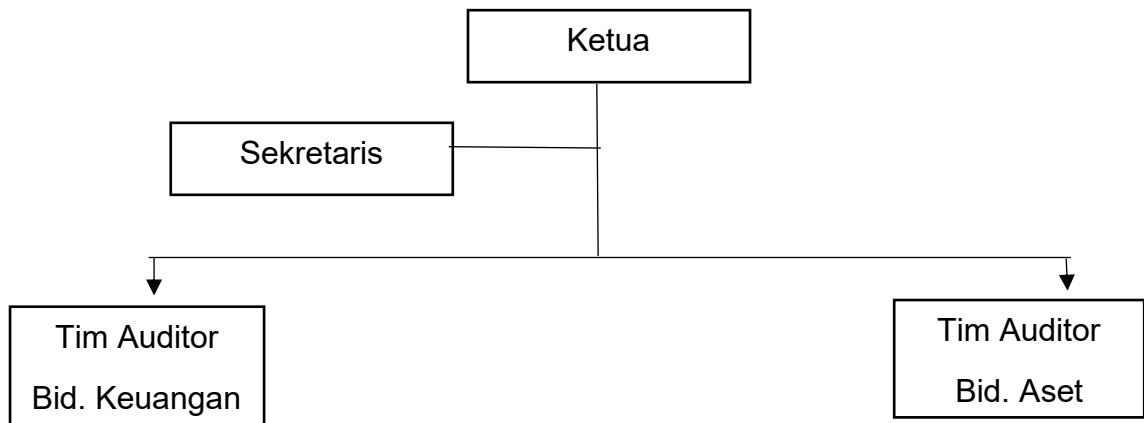 Ketua
Sekretaris
Tim Auditor
Bid. Keuangan
Tim Auditor
Bid. Aset